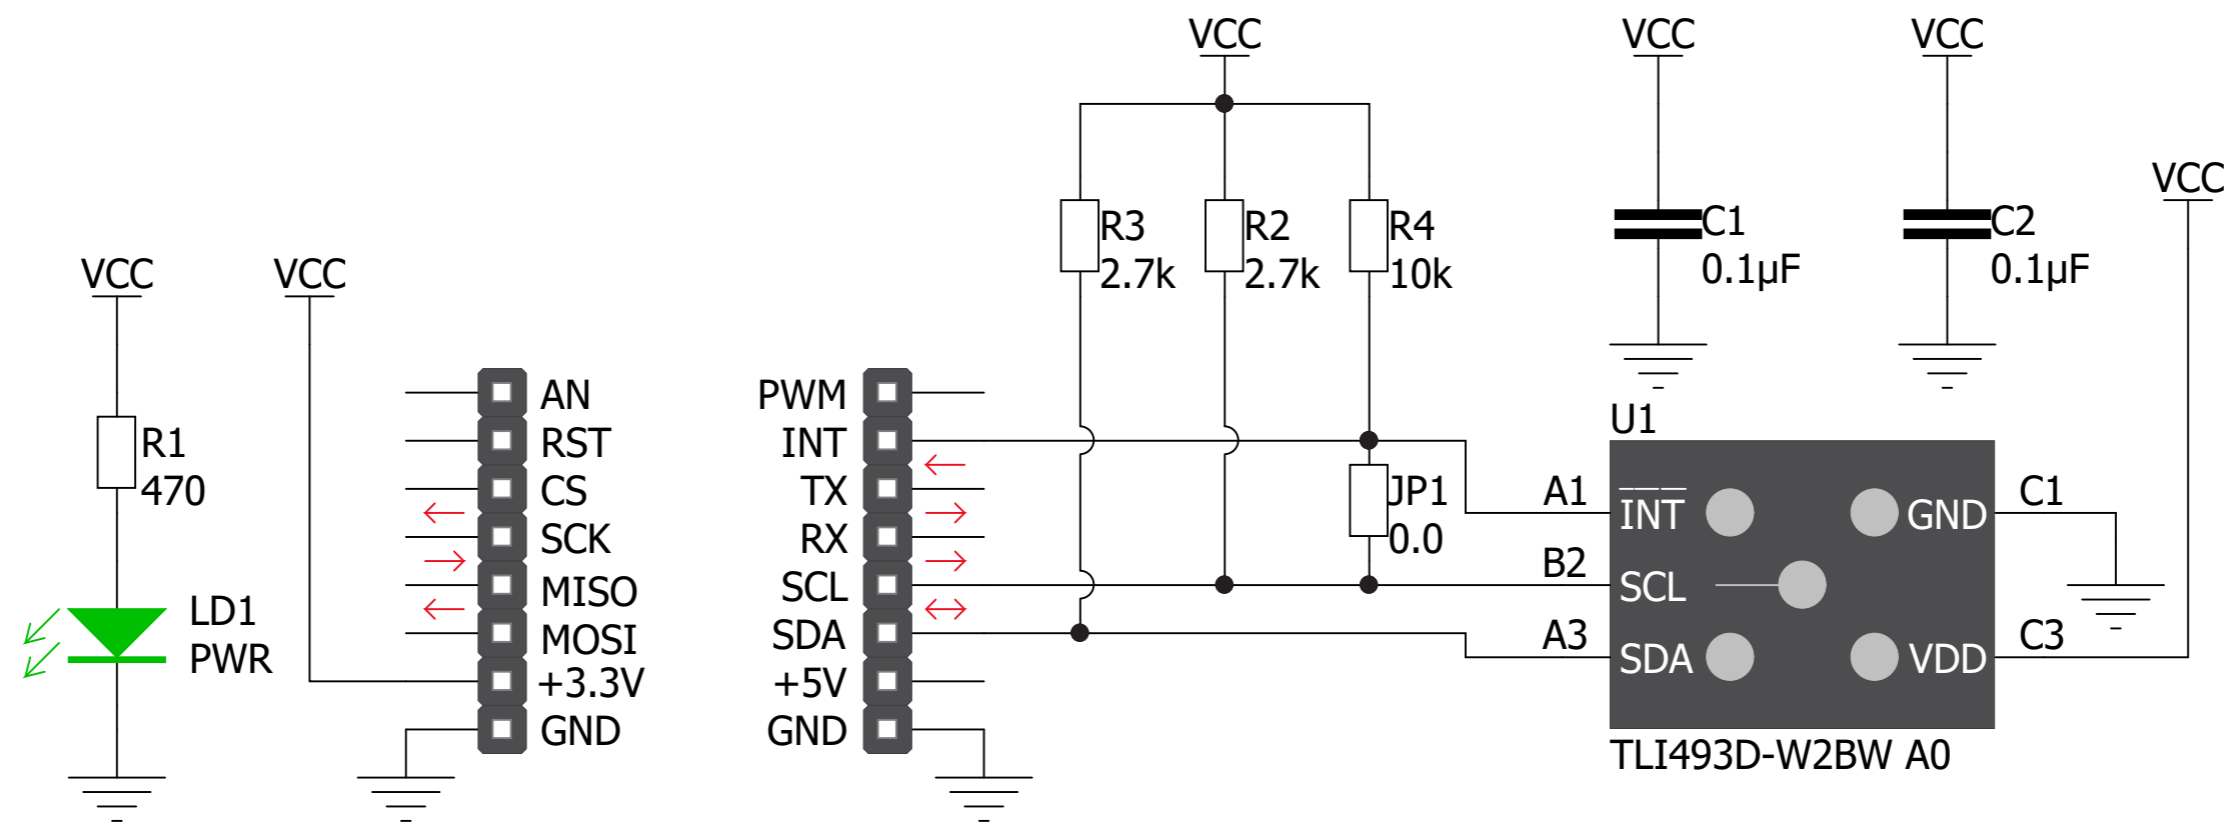 VCC
VCC
VCC
VCC
R3
2.7k
R2
2.7k
R4
10k
C1
0.1µF
C2
0.1µF
VCC
VCC
R1
470
LD1
PWR
AN
RST
CS
SCK
MISO
MOSI
+3.3V
GND
PWM
INT
TX
RX
SCL
SDA
+5V
GND
JP1
0.0
U1
A1
B2
A3
INT
SCL
SDA
GND
VDD
C1
C3
TLI493D-W2BW A0